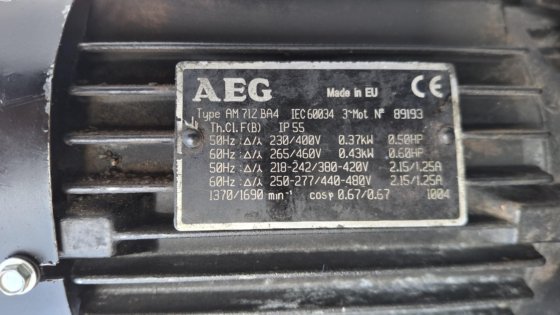 AEG Made in EU CE
Type AM 71Z BA4 IEC60034 3~Mot Nº 89193
Th.Cl.F(B) IP 55
50Hz: Δ/⅄ 230/400V 0.37kW 0.50HP
60Hz: Δ/⅄ 265/460V 0.43kW 0.60HP
50Hz: Δ/⅄ 218-242/380-420V 2.15/1.25A
60Hz: Δ/⅄ 250-277/440-480V 2.15/1.25A
1370/1690 min⁻¹ cosφ 0.67/0.67 1004